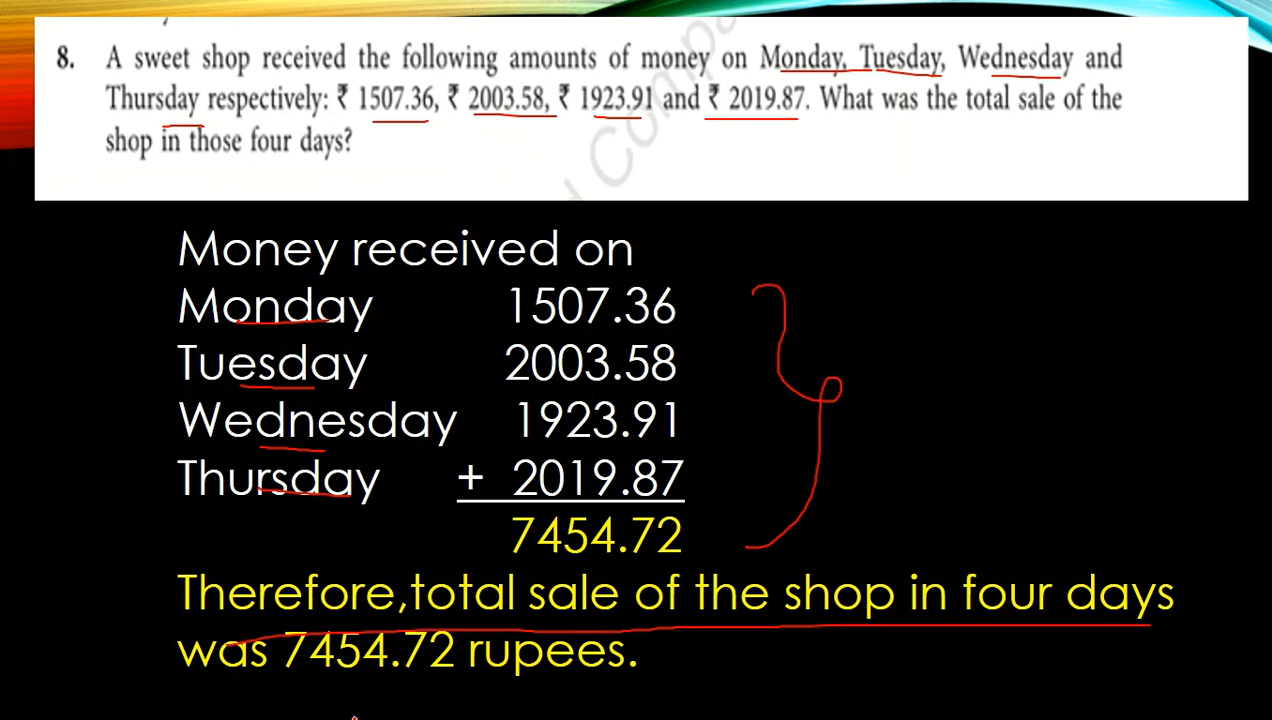 8. A sweet shop received the following amounts of money on Monday, Tuesday, Wednesday and
Thursday respectively: ₹ 1507.36, ₹ 2003.58, ₹ 1923.91 and ₹ 2019.87. What was the total sale of the
shop in those four days?
Money received on
Monday 1507.36
Tuesday 2003.58
Wednesday 1923.91
Thursday + 2019.87
7454.72
Therefore,total sale of the shop in four days
was 7454.72 rupees.